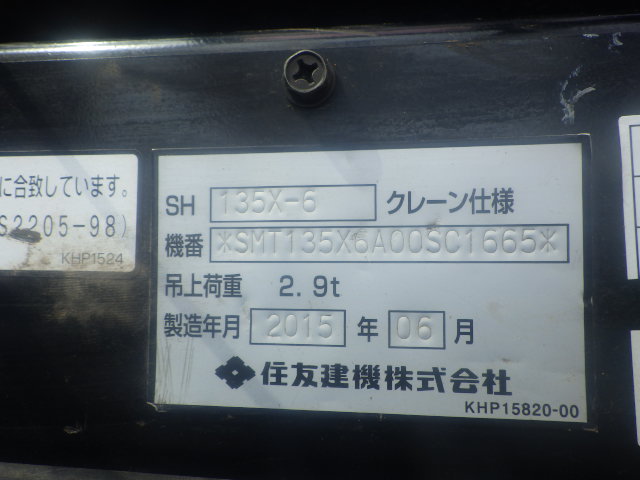 に合致しています。
S2205-98)
KHP1524
SH 135X-6 クレーン仕様
機番 *SMT135X6A00SC1665*
吊上荷重 2.9t
製造年月 2015 年 06 月
住友建機株式会社
KHP15820-00